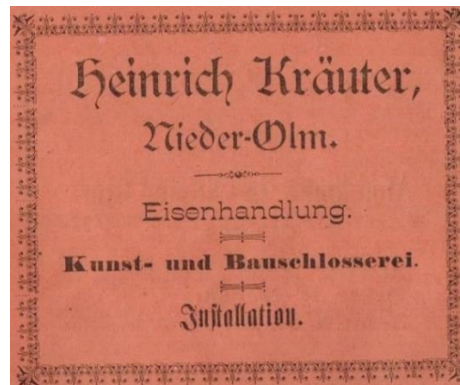 Heinrich Kräuter,
Nieder-Olm.
Eisenhandlung.
Kunst- und Bauschlosserei.
Installation.